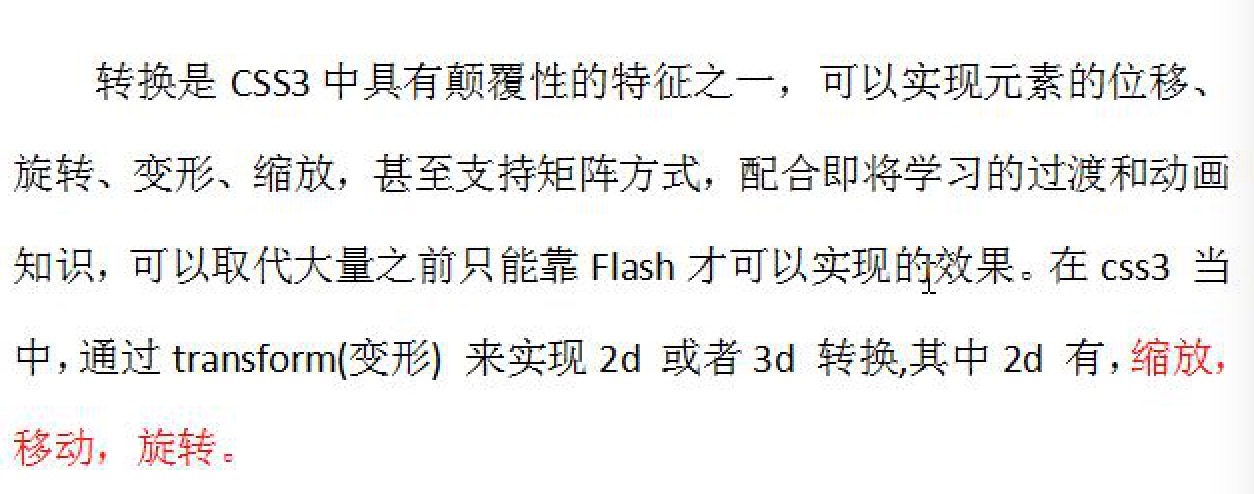 转换是 CSS3 中具有颠覆性的特征之一，可以实现元素的位移、
旋转、变形、缩放，甚至支持矩阵方式，配合即将学习的过渡和动画
知识，可以取代大量之前只能靠 Flash 才可以实现的效果。在 css3 当
中，通过 transform(变形) 来实现 2d 或者 3d 转换,其中 2d 有，缩放，
移动，旋转。